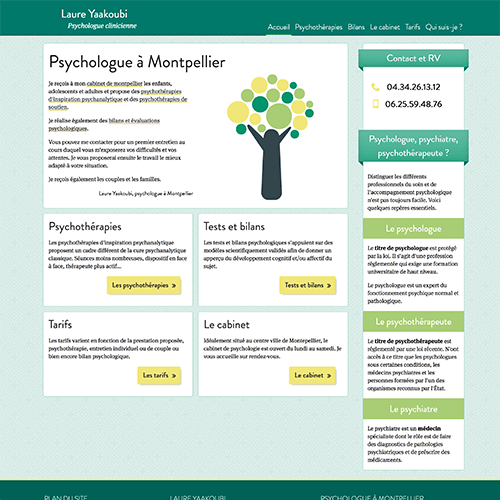 Laure Yaakoubi
Psychologue clinicienne
Accueil Psychothérapies Bilans Le cabinet Tarifs Qui suis-je ?
Psychologue à Montpellier
Je reçois à mon cabinet de montpellier les enfants,
adolescents et adultes et propose des psychothérapies
d'inspiration psychanalytique et des psychothérapies de
soutien.
Je réalise également des bilans et évaluations
psychologiques.
Vous pouvez me contacter pour un premier entretien au
cours duquel vous m'exposerez vos difficultés et vos
attentes. Je vous proposerai ensuite le travail le mieux
adapté à votre situation.
Je reçois également les couples et les familles.
Laure Yaakoubi, psychologue à Montpellier
Psychothérapies
Les psychothérapies d'inspiration psychanalytique
proposent un cadre différent de la cure psychanalytique
classique. Séances moins nombreuses, dispositif en face
à face, thérapeute plus actif...
Les psychothérapies »
Tests et bilans
Les tests et bilans psychologiques s'appuient sur des
modèles scientifiquement validés afin de donner un
apperçu du développement cognitif et/ou affectif du
sujet.
Tests et bilans »
Tarifs
Les tarifs varient en fonction de la prestation proposée,
psychothérapie, entretien individuel ou de couple ou
bien encore bilan psychologique.
Les tarifs »
Le cabinet
Idéalement situé au centre ville de Montpellier, le
cabinet de psychologie est ouvert du lundi au samedi. Je
vous accueille sur rendez-vous.
Le cabinet »
Contact et RV
04.34.26.13.12
06.25.59.48.76
Psychologue, psychiatre,
psychothérapeute ?
Distinguer les différents
professionnels du soin et de
l'accompagnement psychologique
n'est pas toujours facile. Voici
quelques repères essentiels.
Le psychologue
Le titre de psychologue est protégé
par la loi. Il s'agit d'une profession
réglementée qui exige une formation
universitaire de haut niveau.
Le psychologue est un expert du
fonctionnement psychique normal et
pathologique.
Le psychothérapeute
Le titre de psychothérapeute est
réglementé par une loi récente. N'ont
accès à ce titre que les psychologues
sous certaines conditions, les
médecins psychiatres et les
personnes formées par l'un des
organismes reconnus par l'État.
Le psychiatre
Le psychiatre est un médecin
spécialiste dont le rôle est de faire
des diagnostics de pathologies
psychiatriques et de prescrire des
médicaments.
PLAN DU SITE LAURE YAAKOUBI PSYCHOLOGUE À MONTPELLIER